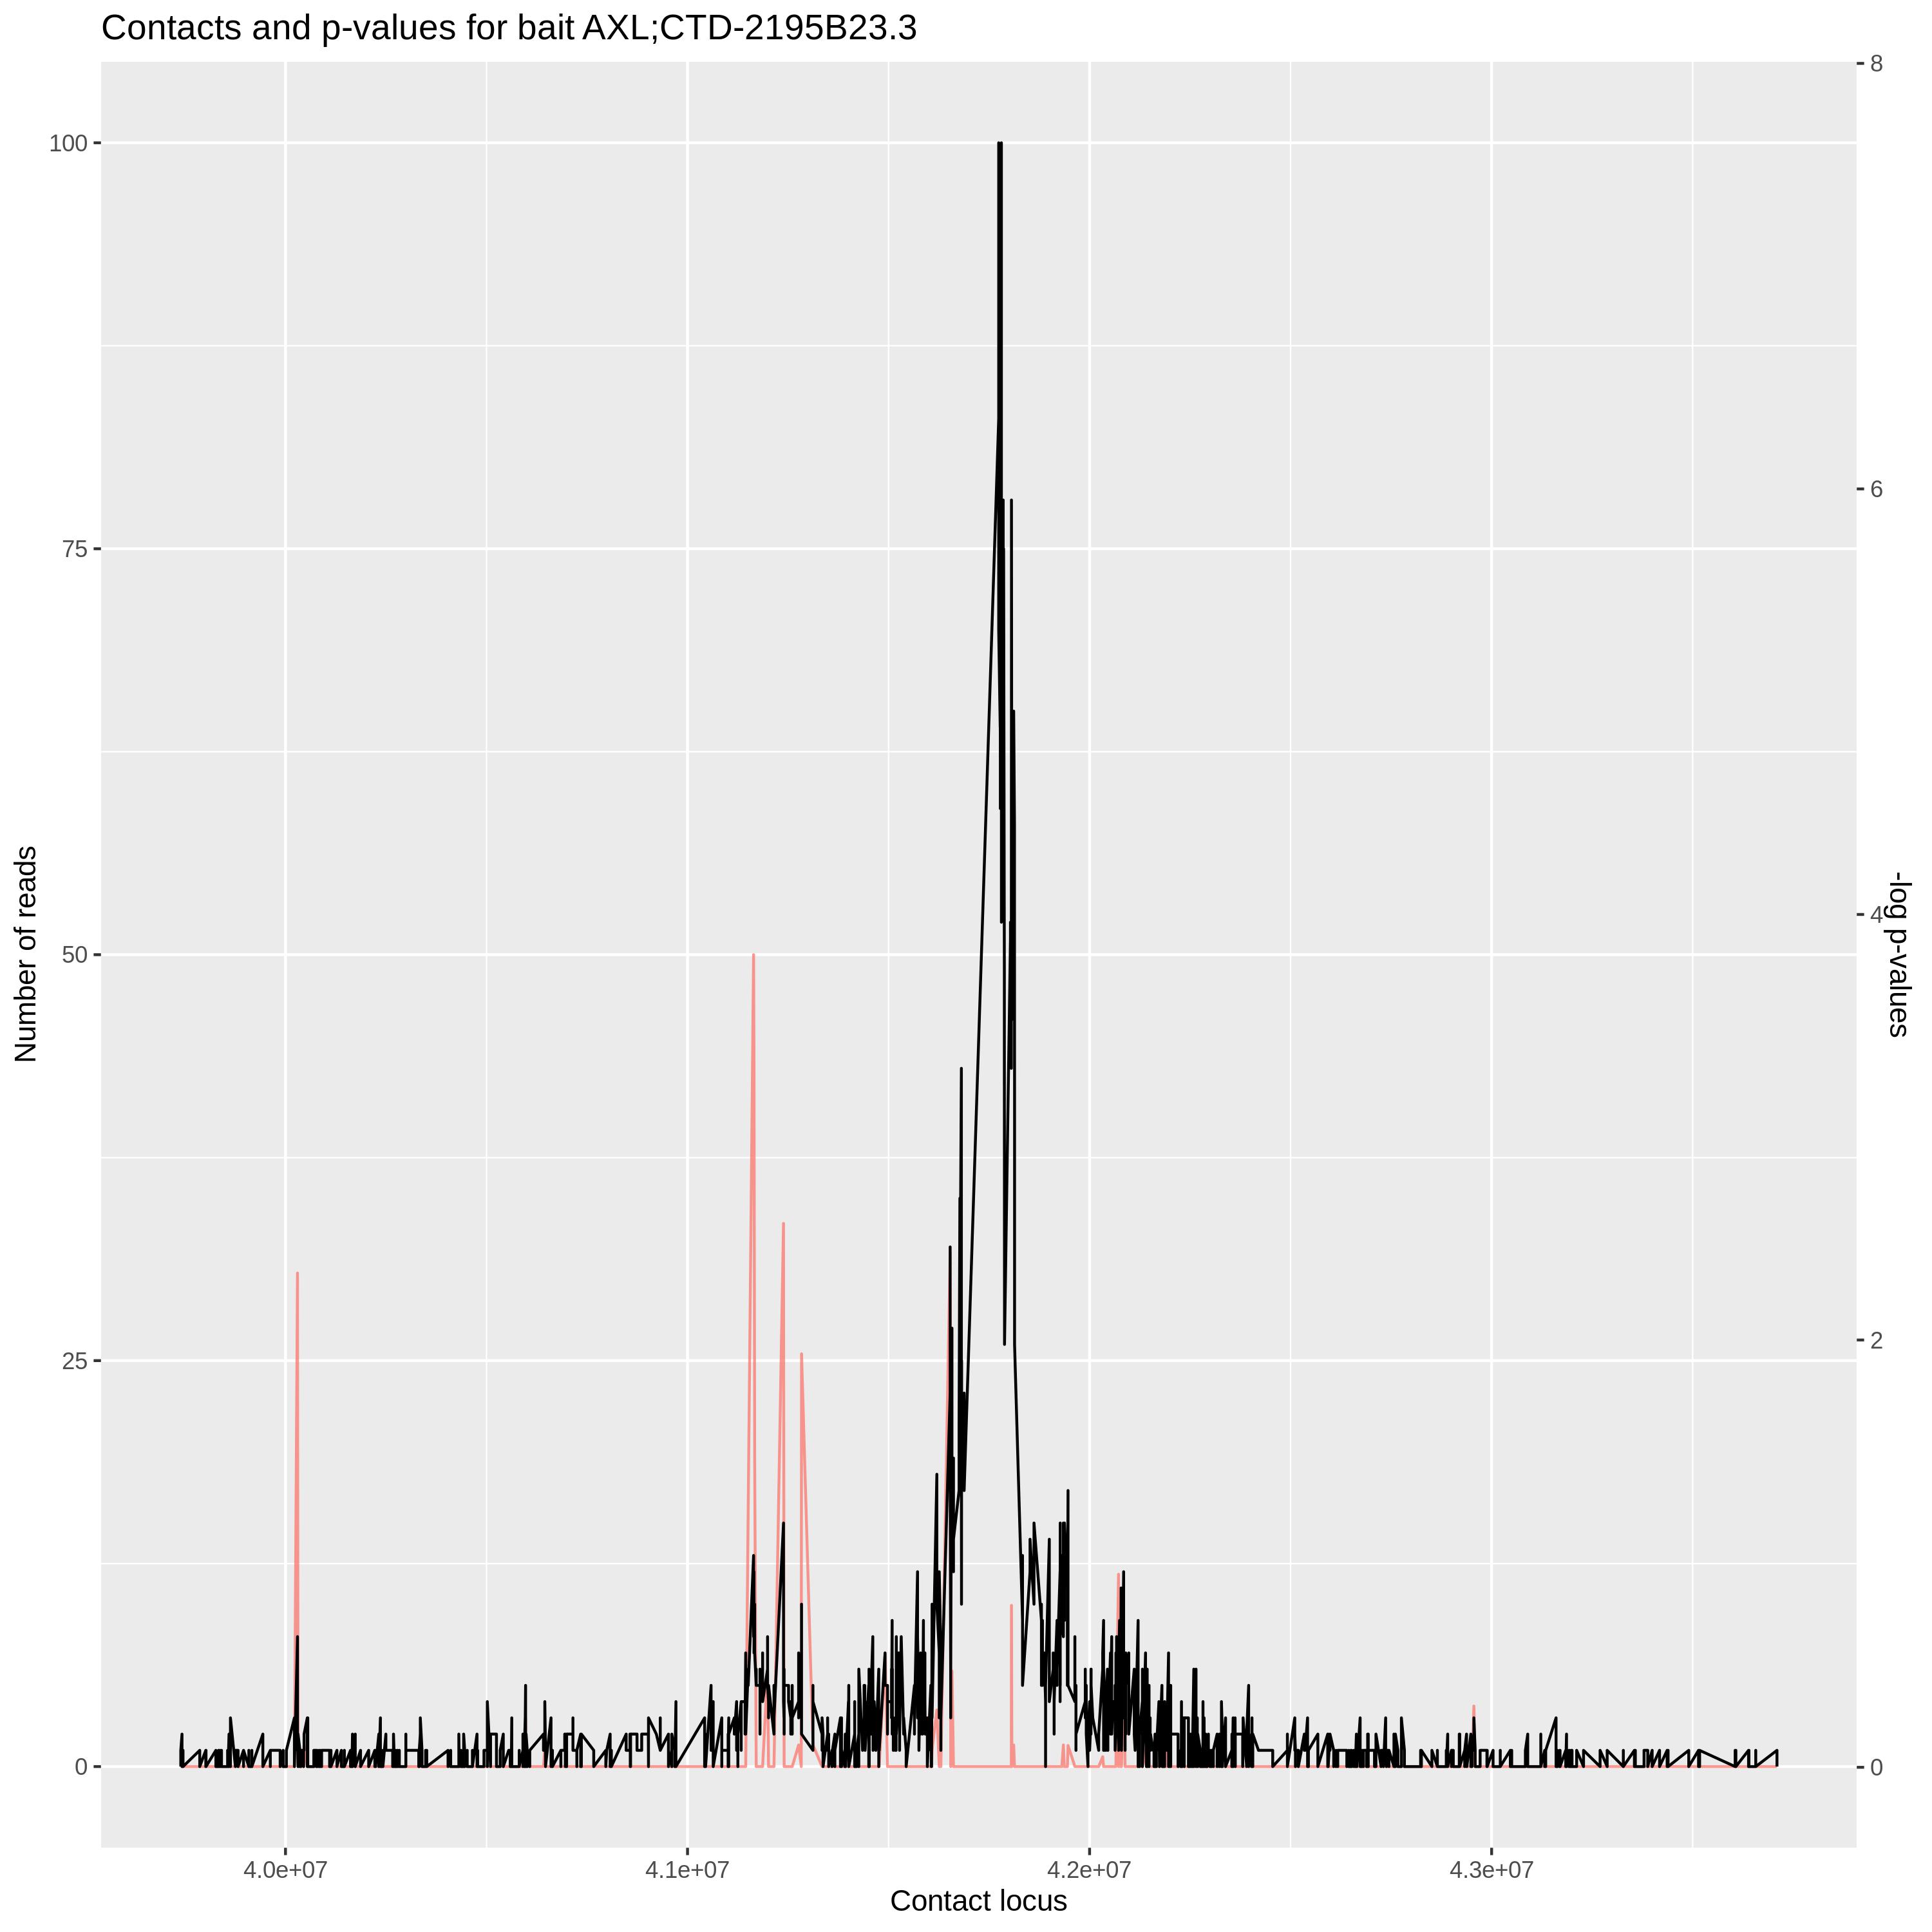 Contacts and p-values for bait AXL;CTD-2195B23.3
100
75
50
25
0
Number of reads
8
6
4
2
0
-log p-values
4.0e+07
4.1e+07
4.2e+07
4.3e+07
Contact locus